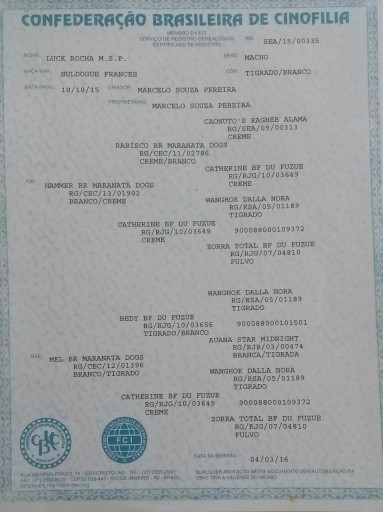 CONFEDERAÇÃO BRASILEIRA DE CINOFILIA
MEMBRO DA FCI
SERVIÇO DE REGISTRO GENEALÓGICO
CERTIFICADO DE REGISTRO
RG: SEA/15/00335
NOME: LUCK ROCHA M.S.P.
SEXO: MACHO
RAÇA/VAR: BULDOGUE FRANCES
COR: TIGRADO/BRANCO
DATA NASC: 10/10/15 CRIADOR: MARCELO SOUZA PEREIRA
PROPRIETÁRIO: MARCELO SOUZA PEREIRA
CAONUTO'S RAGHEB ALAMA
RG/SEA/09/00313
CREME
RABISCO BR MARANATA DOGS
RG/CEC/11/02786
CREME/BRANCO
CATHERINE BF DU FUZUE
RG/RJG/10/03649
CREME
PAI: HAMMER BR MARANATA DOGS
RG/CEC/13/01902
BRANCO/CREME
WANGHOK DALLA NORA
RG/RSA/05/01189
TIGRADO
CATHERINE BF DU FUZUE
RG/RJG/10/03649 900088000109372
CREME
ZORRA TOTAL BF DU FUZUE
RG/RJG/07/04810
FULVO
WANGHOK DALLA NORA
RG/RSA/05/01189
TIGRADO
BEDY BF DU FUZUE
RG/RJG/10/03656 900088000101501
TIGRADO/BRANCO
AUANA STAR MIDNIGHT
RG/RJB/03/00474
BRANCA/TIGRADA
MÃE: MEL BR MARANATA DOGS
RG/CEC/12/01396
BRANCO/TIGRADO
WANGHOK DALLA NORA
RG/RSA/05/01189
TIGRADO
CATHERINE BF DU FUZUE
RG/RJG/10/03649 900088000109372
CREME
ZORRA TOTAL BF DU FUZUE
RG/RJG/07/04810
FULVO
CBKC
FCI
DATA DA EMISSÃO: 04/03/16
QUALQUER ANOTAÇÃO NESTE DOCUMENTO SEM AUTORIZAÇÃO DA
CBKC TIRA A VALIDADE DO MESMO